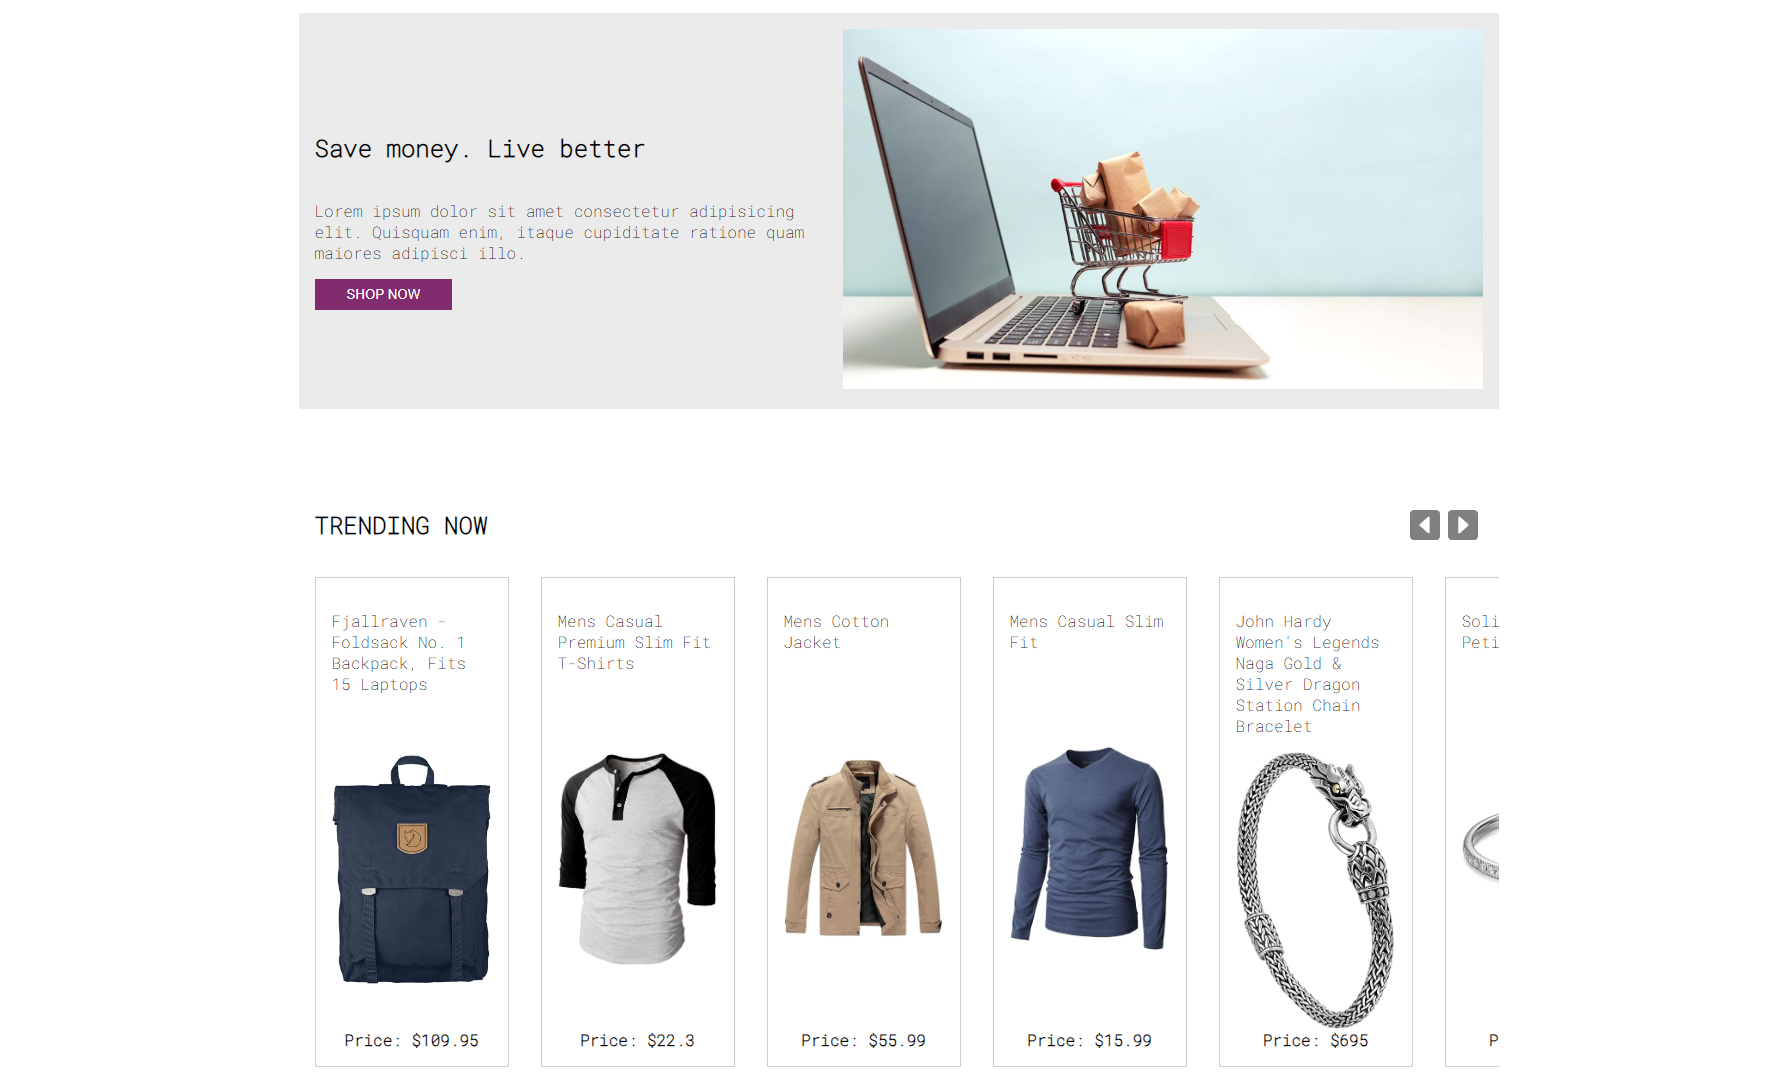 Save money. Live better
Lorem ipsum dolor sit amet consectetur adipisicing
elit. Quisquam enim, itaque cupiditate ratione quam
maiores adipisci illo.
SHOP NOW
TRENDING NOW
Fjallraven -
Foldsack No. 1
Backpack, Fits
15 Laptops
Price: $109.95
Mens Casual
Premium Slim Fit
T-Shirts
Price: $22.3
Mens Cotton
Jacket
Price: $55.99
Mens Casual Slim
Fit
Price: $15.99
John Hardy
Women's Legends
Naga Gold &
Silver Dragon
Station Chain
Bracelet
Price: $695
Soli
Peti
P